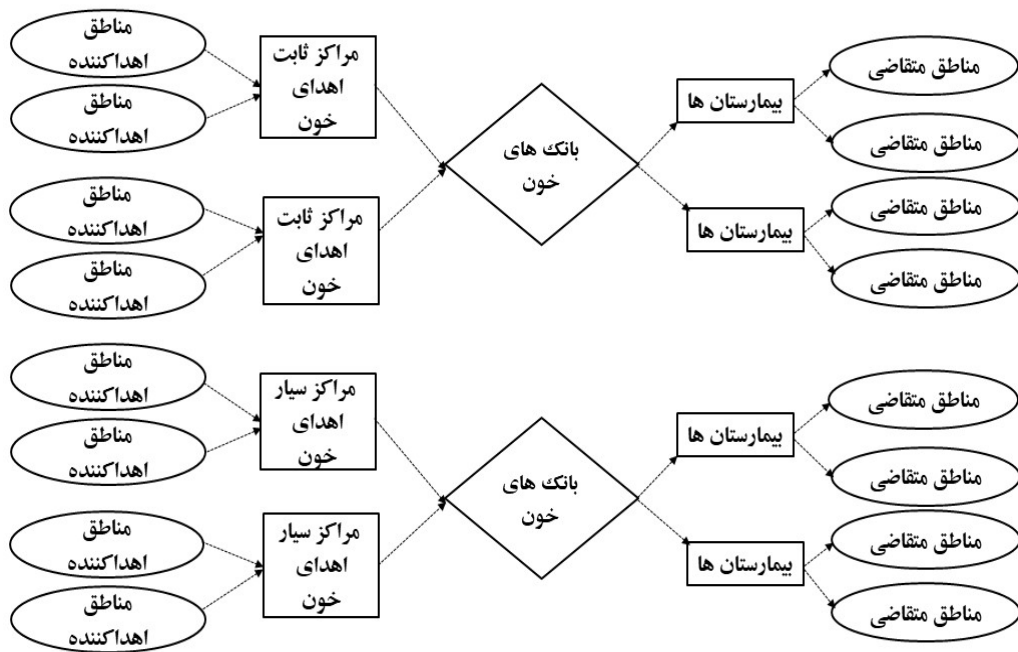 مناطق
اهداکننده
مناطق
اهداکننده
مراکز ثابت
اهدای
خون
مناطق
اهداکننده
مناطق
اهداکننده
مراکز ثابت
اهدای
خون
بانک های
خون
بیمارستان ها
مناطق متقاضی
مناطق متقاضی
بیمارستان ها
مناطق متقاضی
مناطق متقاضی
مناطق
اهداکننده
مناطق
اهداکننده
مراکز سیار
اهدای
خون
مناطق
اهداکننده
مناطق
اهداکننده
مراکز سیار
اهدای
خون
بانک های
خون
بیمارستان ها
مناطق متقاضی
مناطق متقاضی
بیمارستان ها
مناطق متقاضی
مناطق متقاضی